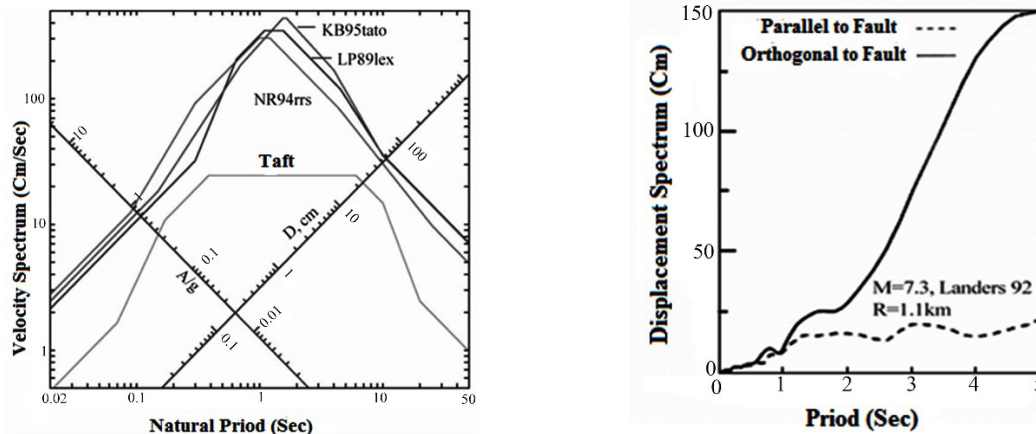 Velocity Spectrum (Cm/Sec)
100
10
1
0.02
0.1
1
10
50
Natural Priod (Sec)
KB95tato
LP89lex
NR94rrs
Taft
10
1
0.1
0.01
A/g
0.1
1
10
100
D, cm
Displacement Spectrum (Cm)
150
100
50
0
0
1
2
3
4
5
Priod (Sec)
Parallel to Fault
Orthogonal to Fault
M=7.3, Landers 92
R=1.1km